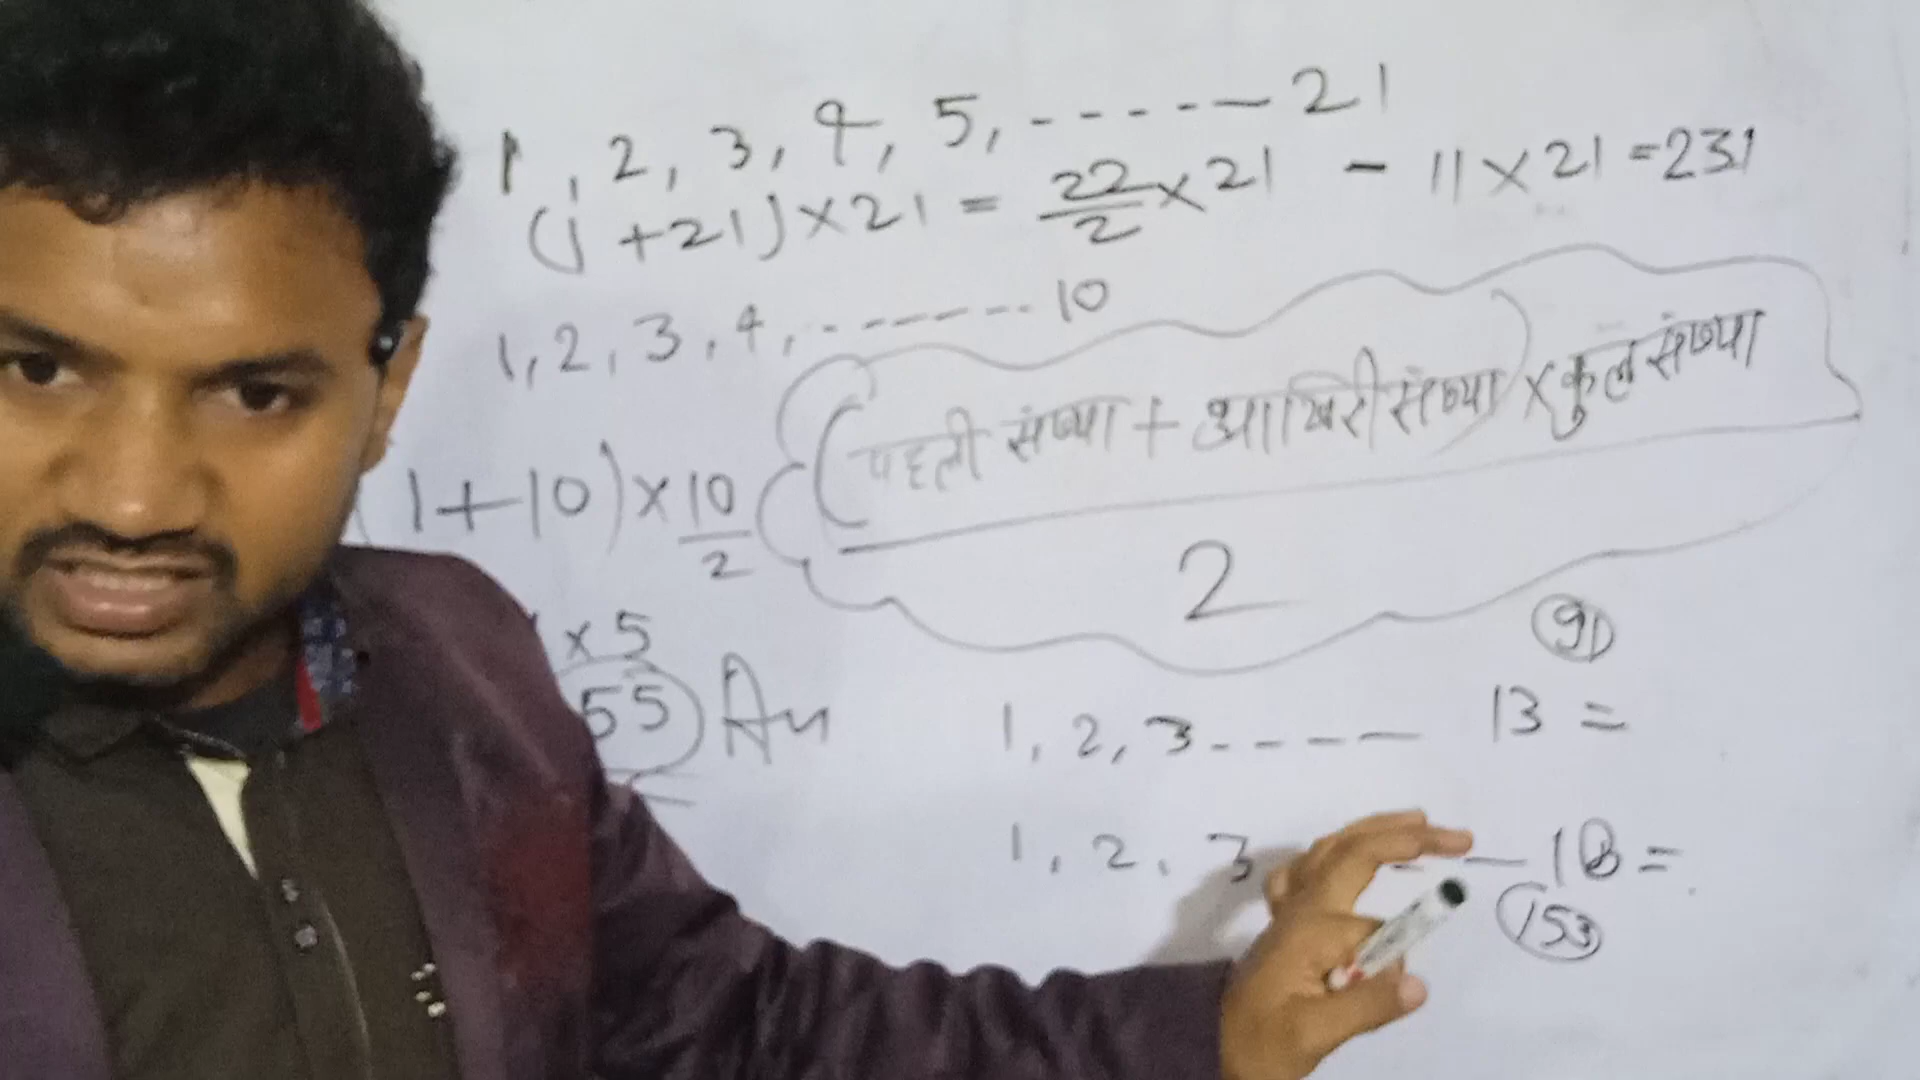 1, 2, 3, 4, 5, ------ 21
(1 + 21) × 21 = 22/2 × 21 - 11 × 21 = 231
1, 2, 3, 4, ------- 10
(पहली संख्या + आखिरी संख्या) × कुल संख्या
2
1 + 10) × 10/2
× 5
55 An
91
1, 2, 3 ----- 13 =
1, 2, 3 -- 18 =
153